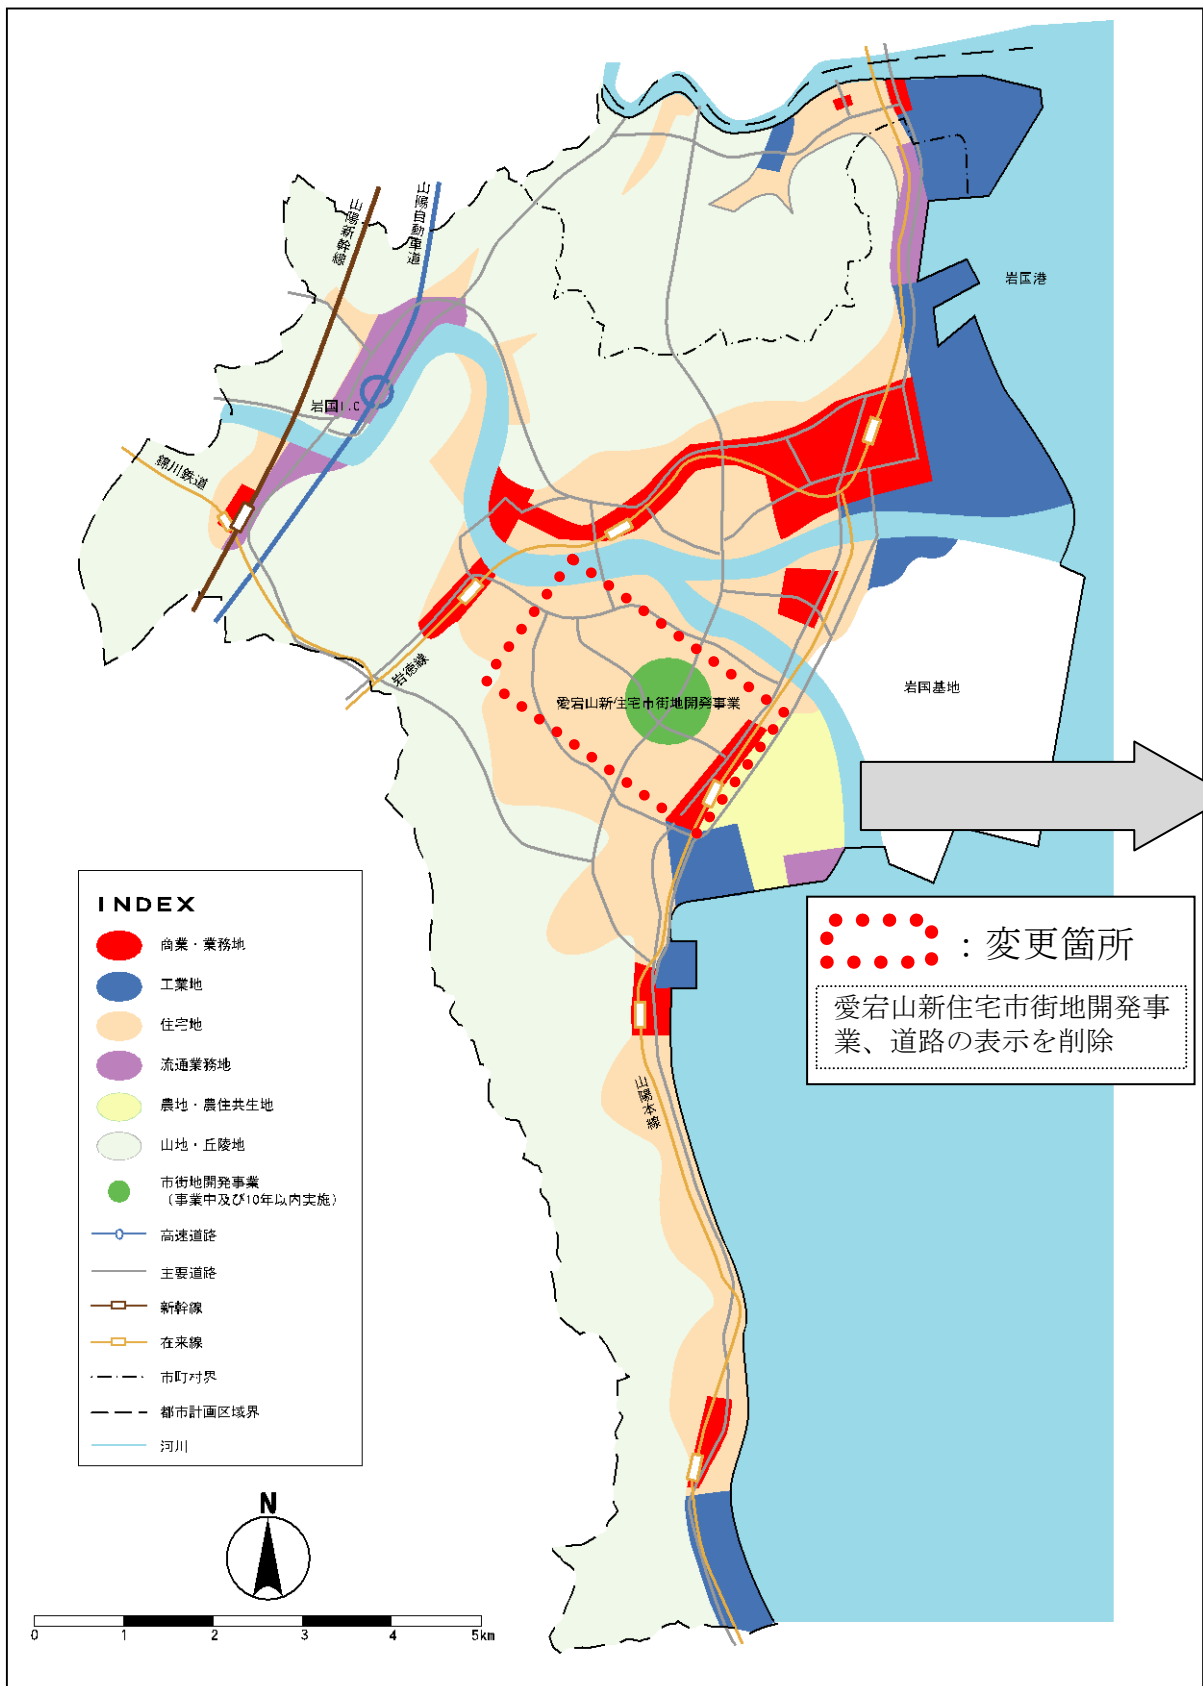 山陽新幹線
山陽自動車道
岩国港
岩国I.C
錦川鉄道
岩徳線
愛宕山新住宅市街地開発事業
岩国基地
山陽本線
INDEX
商業・業務地
工業地
住宅地
流通業務地
農地・農住共生地
山地・丘陵地
市街地開発事業
（事業中及び10年以内実施）
高速道路
主要道路
新幹線
在来線
市町村界
都市計画区域界
河川
：変更箇所
愛宕山新住宅市街地開発事
業、道路の表示を削除
N
0 1 2 3 4 5km